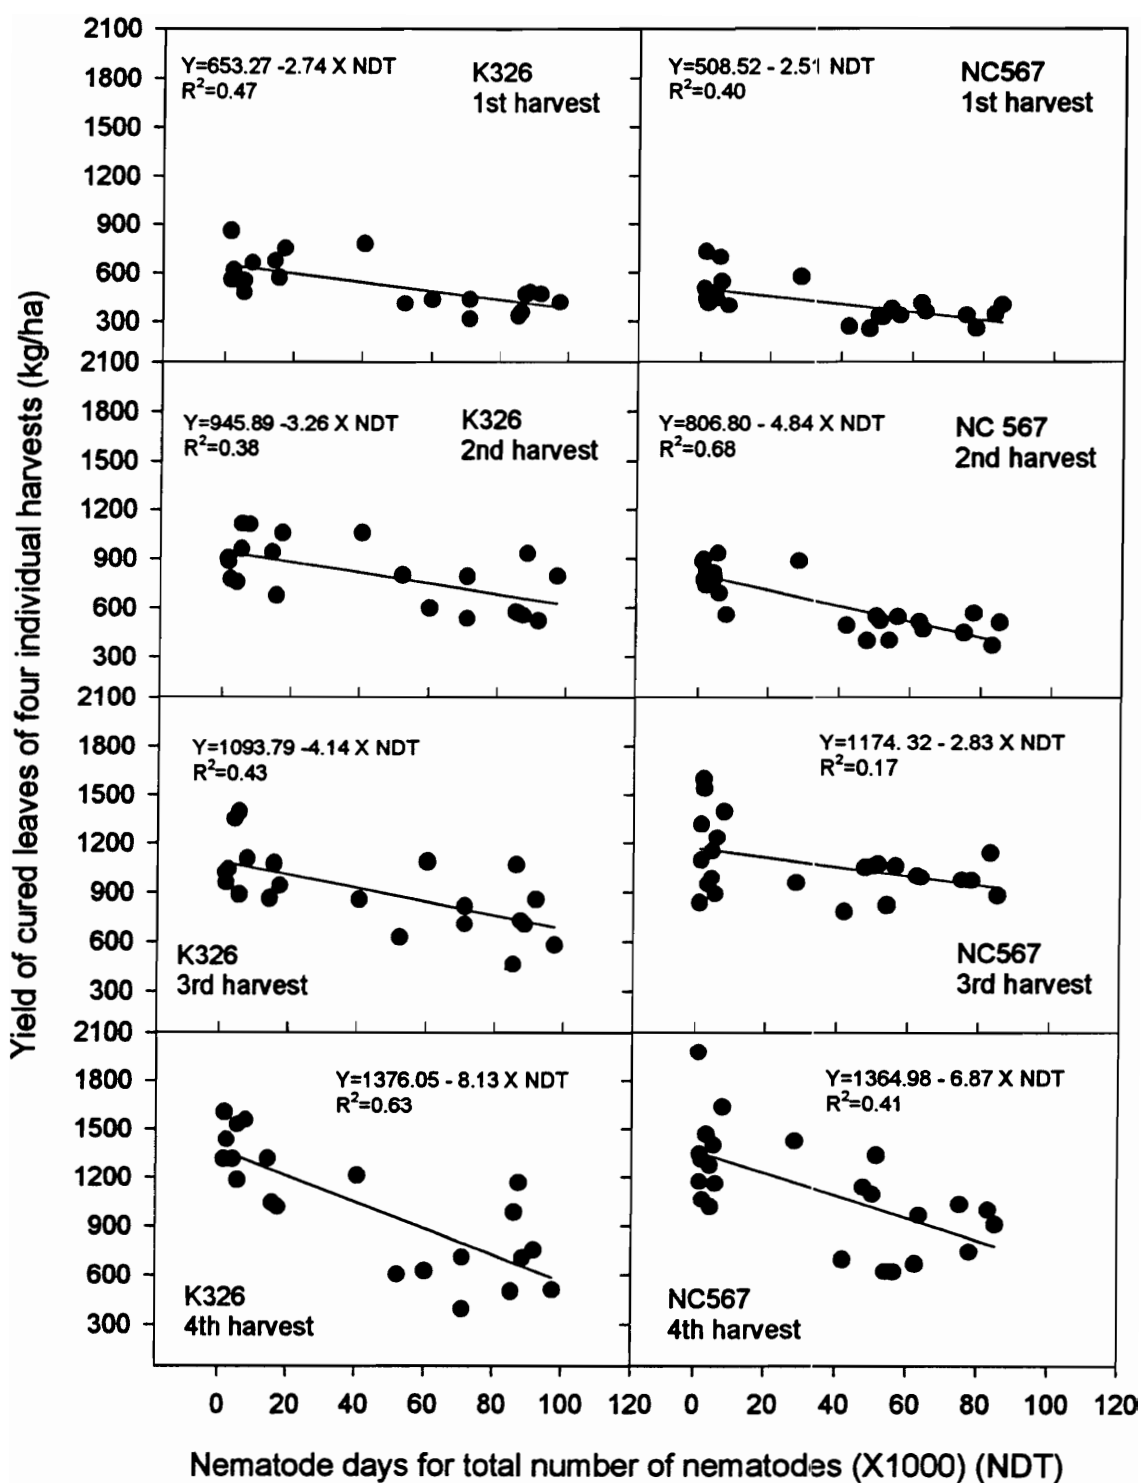 Yield of cured leaves of four individual harvests (kg/ha)
2100
1800
1500
1200
900
600
300
Y=653.27 -2.74 X NDT
R²=0.47
K326
1st harvest
Y=508.52 - 2.51 NDT
R²=0.40
NC567
1st harvest
2100
1800
1500
1200
900
600
300
Y=945.89 -3.26 X NDT
R²=0.38
K326
2nd harvest
Y=806.80 - 4.84 X NDT
R²=0.68
NC 567
2nd harvest
2100
1800
1500
1200
900
600
300
Y=1093.79 -4.14 X NDT
R²=0.43
K326
3rd harvest
Y=1174. 32 - 2.83 X NDT
R²=0.17
NC567
3rd harvest
2100
1800
1500
1200
900
600
300
Y=1376.05 - 8.13 X NDT
R²=0.63
K326
4th harvest
Y=1364.98 - 6.87 X NDT
R²=0.41
NC567
4th harvest
0 20 40 60 80 100 120 0 20 40 60 80 100 120
Nematode days for total number of nematodes (X1000) (NDT)